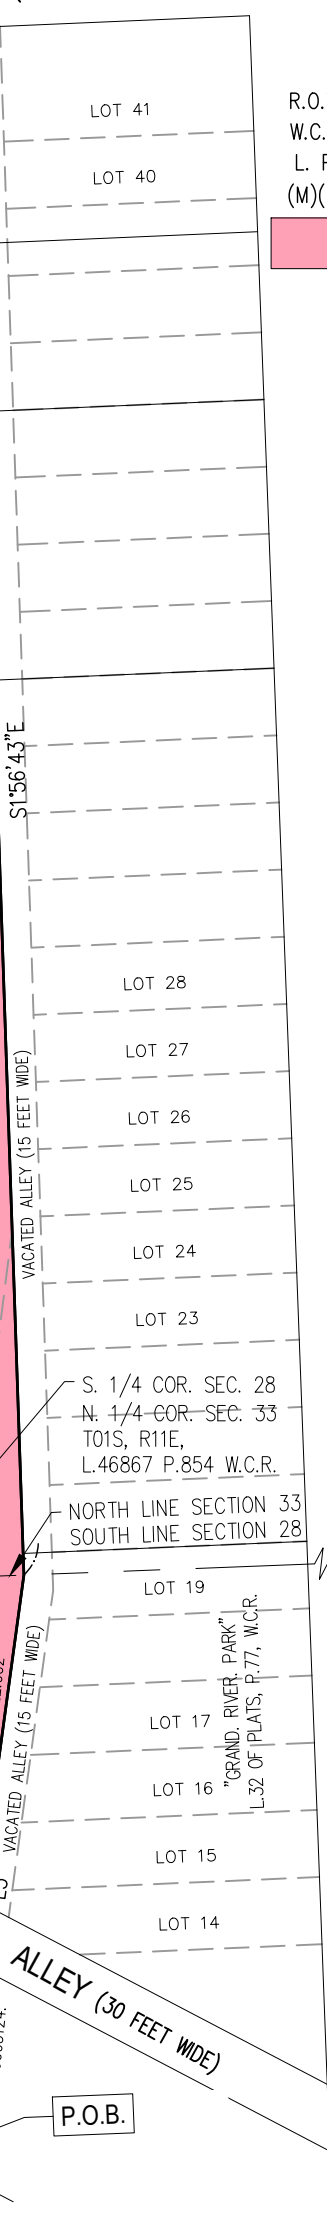 LOT 41
R.O.
W.C.
L.
(M)(
LOT 40
S1°56'43"E
LOT 28
LOT 27
VACATED ALLEY (15 FEET WIDE)
LOT 26
LOT 25
LOT 24
LOT 23
S. 1/4 COR. SEC. 28
N. 1/4 COR. SEC. 33
T01S, R11E,
L.46867 P.854 W.C.R.
NORTH LINE SECTION 33
SOUTH LINE SECTION 28
LOT 19
VACATED ALLEY (15 FEET WIDE)
"GRAND. RIVER. PARK"
L.32 OF PLATS, P.77, W.C.R.
LOT 17
LOT 16
LOT 15
LOT 14
ALLEY (30 FEET WIDE)
P.O.B.